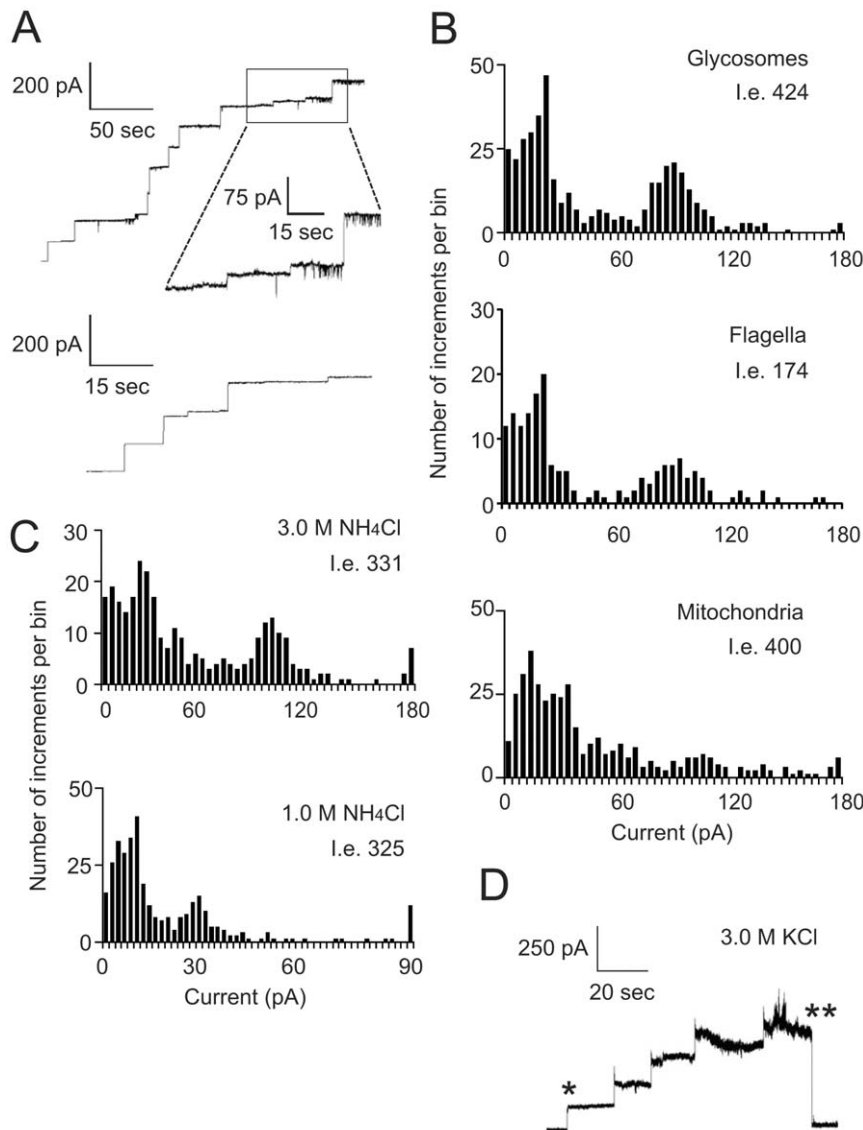 A
200 pA
50 sec
75 pA
15 sec
200 pA
15 sec
B
Number of increments per bin
Glycosomes
I.e. 424
50
25
0
0 60 120 180
Flagella
I.e. 174
30
20
10
0
0 60 120 180
Mitochondria
I.e. 400
50
25
0
0 60 120 180
Current (pA)
C
Number of increments per bin
3.0 M NH4Cl
I.e. 331
30
20
10
0
0 60 120 180
1.0 M NH4Cl
I.e. 325
50
25
0
0 30 60 90
Current (pA)
D
250 pA
20 sec
3.0 M KCl
*
**